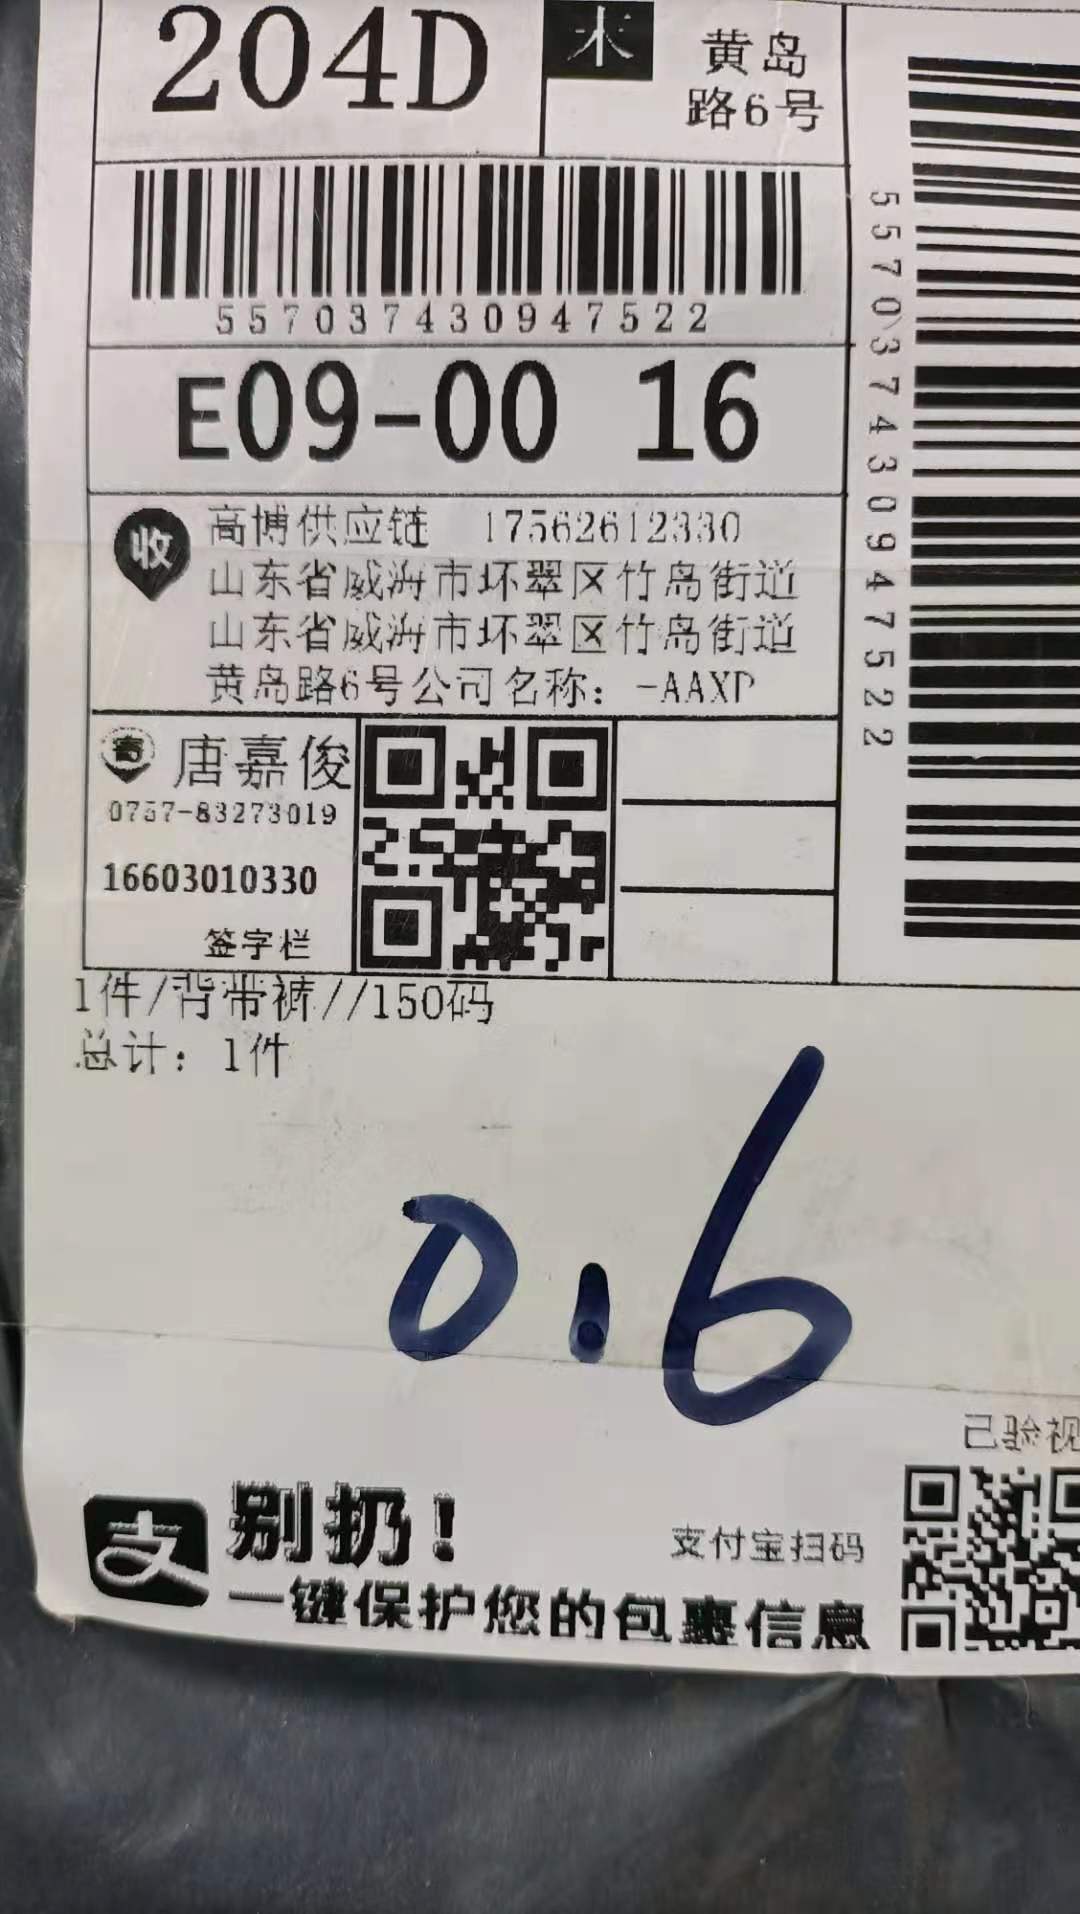 204D
木
黄岛
路6号
557037430947522
E09-00 16
收
高博供应链 17562612330
山东省威海市环翠区竹岛街道
山东省威海市环翠区竹岛街道
黄岛路6号公司名称：-AAXP
寄
唐嘉俊
0757-83273019
16603010330
签字栏
557037430947522
1件/背带裤//150码
总计：1件
0.6
已验视
支
别扔！
支付宝扫码
一键保护您的包裹信息